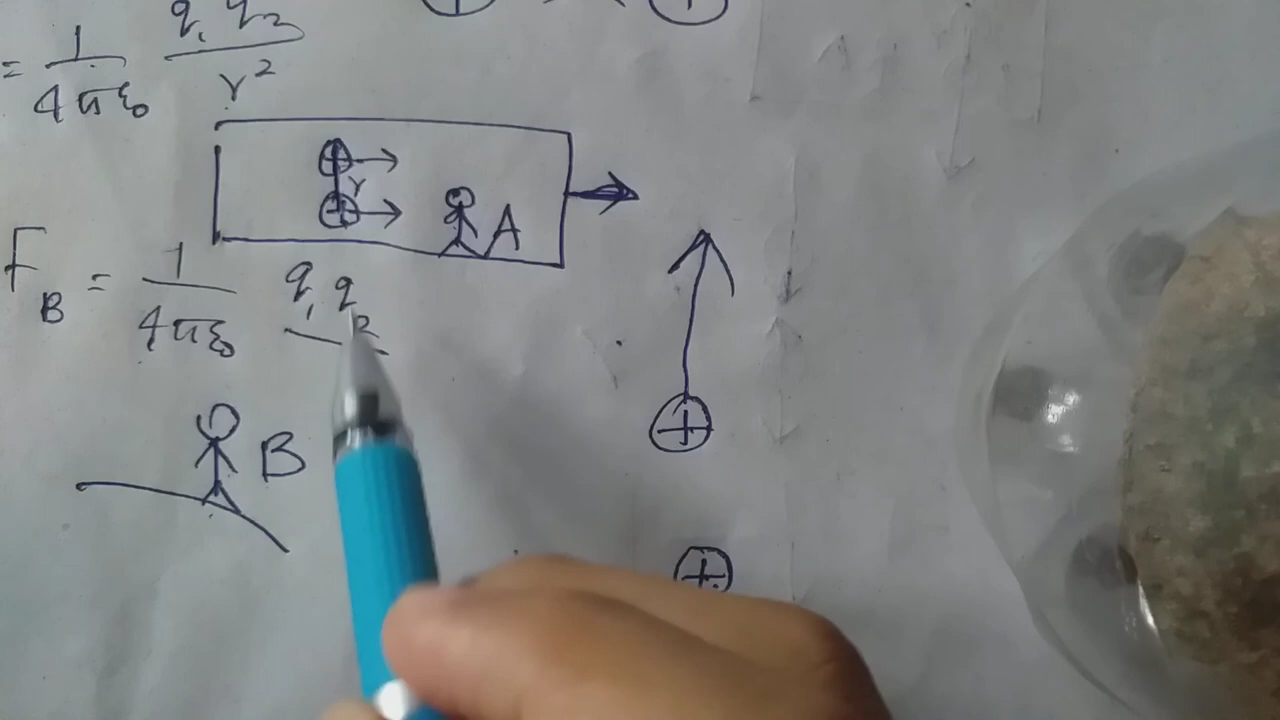 = 1/4πε₀ q₁q₂/r²
r
A
F_B = 1/4πε₀ q₁q₂
B